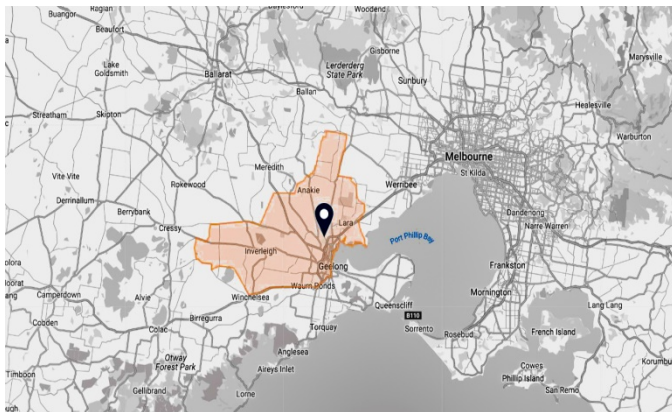 Woodend
Buangor
Raglan
Beaufort
Gisborne
Marysville
Lake
Goldsmith
Lerderderg
State Park
Sunbury
Ballarat
Ballan
Healesville
Streatham
Skipton
Warburton
Melbourne
St Kilda
Meredith
Vite Vite
Rokewood
Anakie
Werribee
Derrinallum
Berrybank
Lara
Dandenong
Narre Warren
Cressy
Port Phillip Bay
Inverleigh
Geelong
Frankston
Waurn Ponds
Camperdown
Alvie
Winchelsea
Queenscliff
Mornington
Lang Lang
Birregurra
B110
Cobden
Colac
Torquay
Sorrento
Rosebud
French Island
Anglesea
Otway
Forest Park
Aireys Inlet
Cowes
Phillip Island
Timboon
Gellibrand
Lorne
San Remo